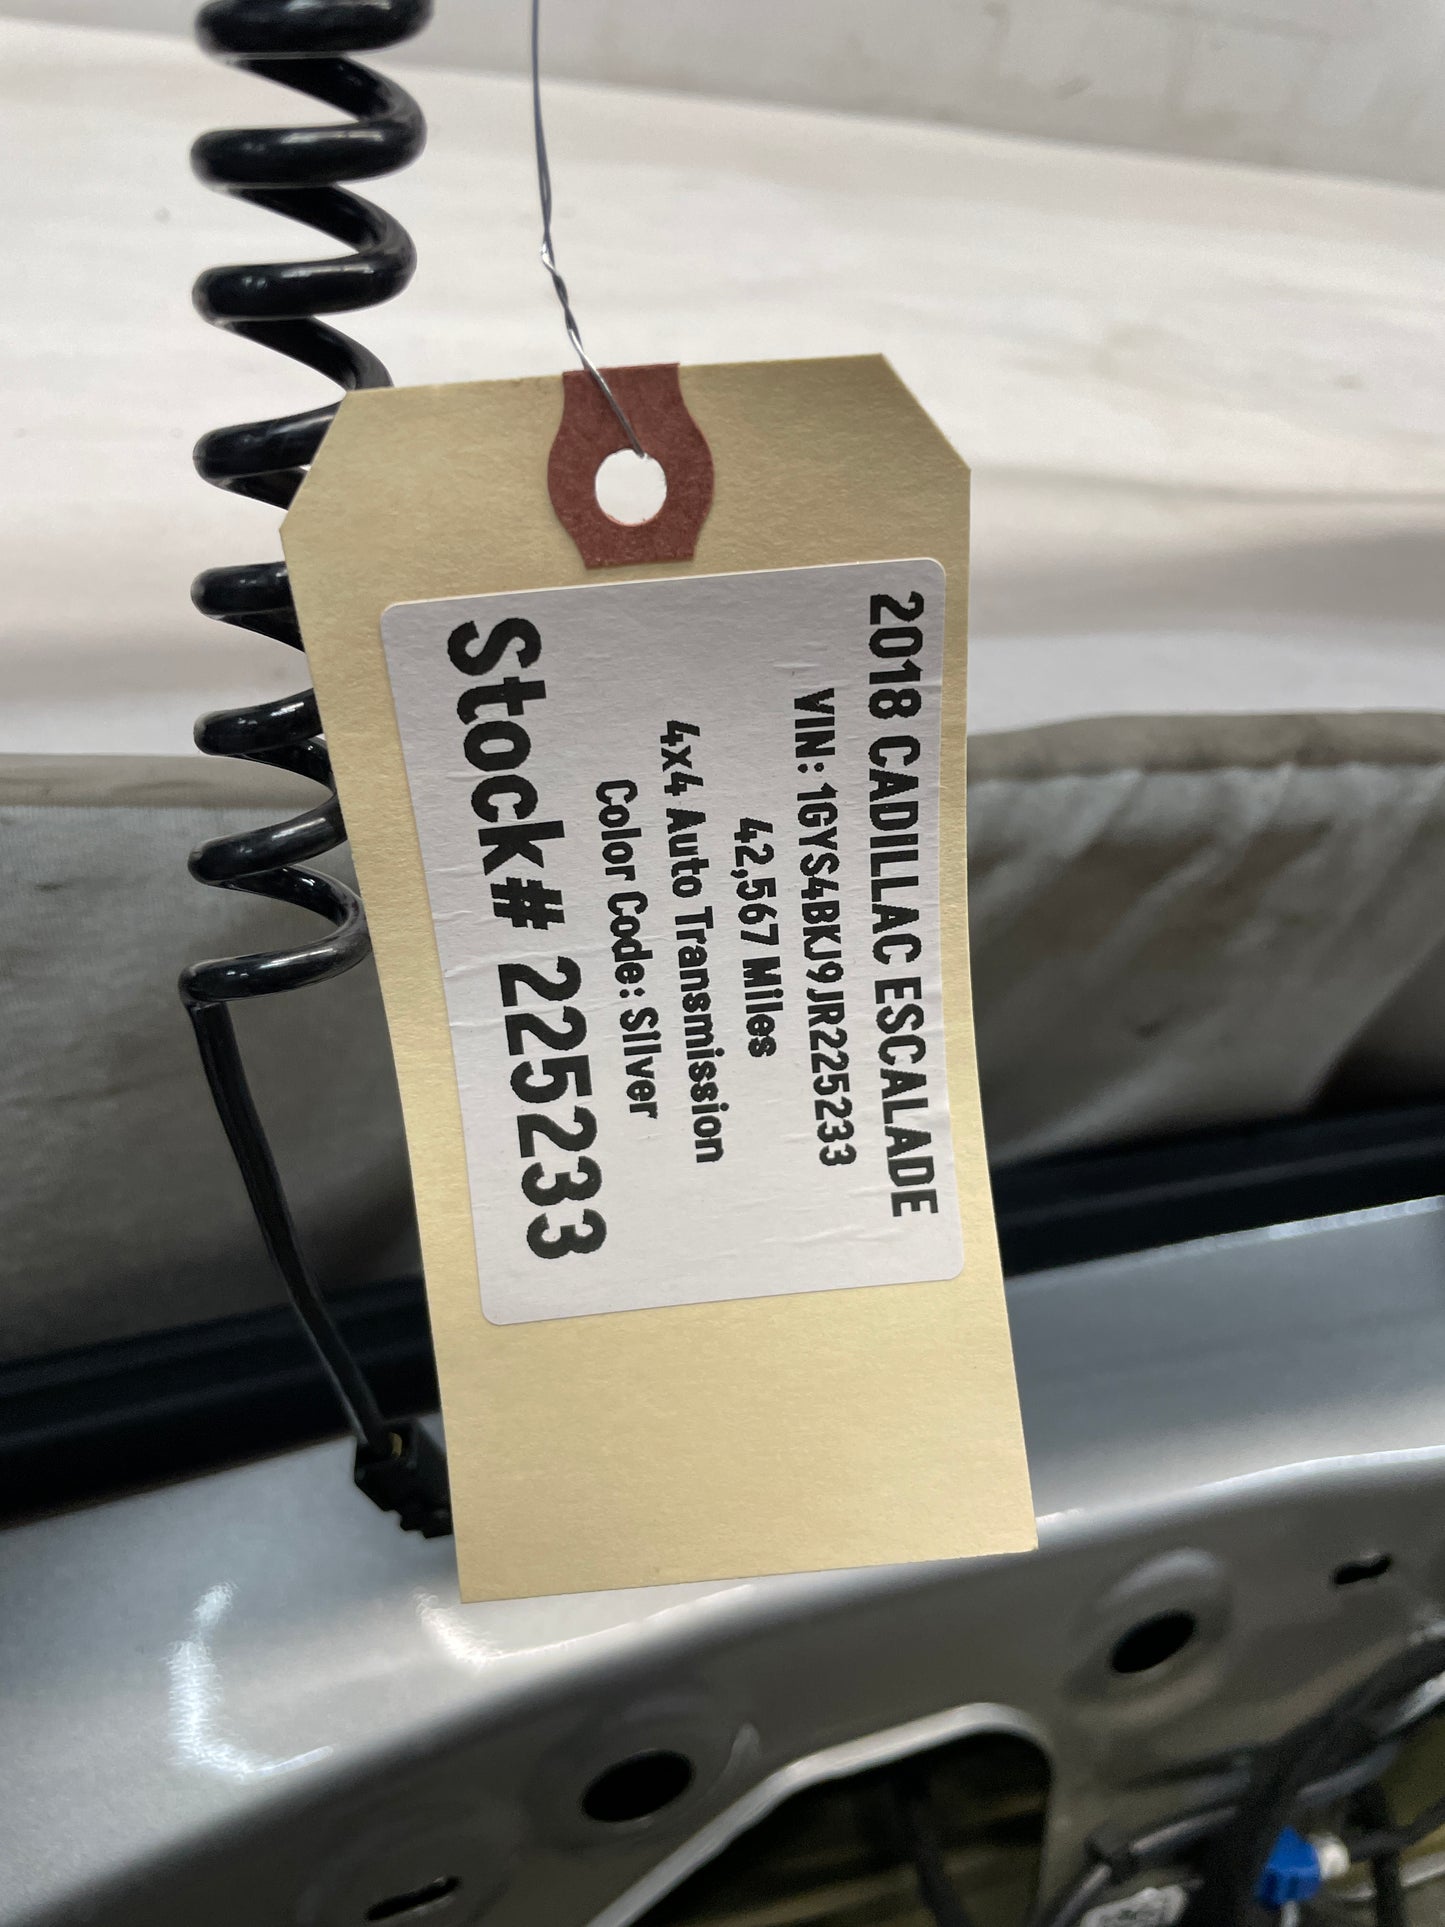 2018 CADILLAC ESCALADE
VIN: 1GYS4BKJ9JR225233
42,567 Miles
4x4 Auto Transmission
Color Code: Silver
Stock# 225233